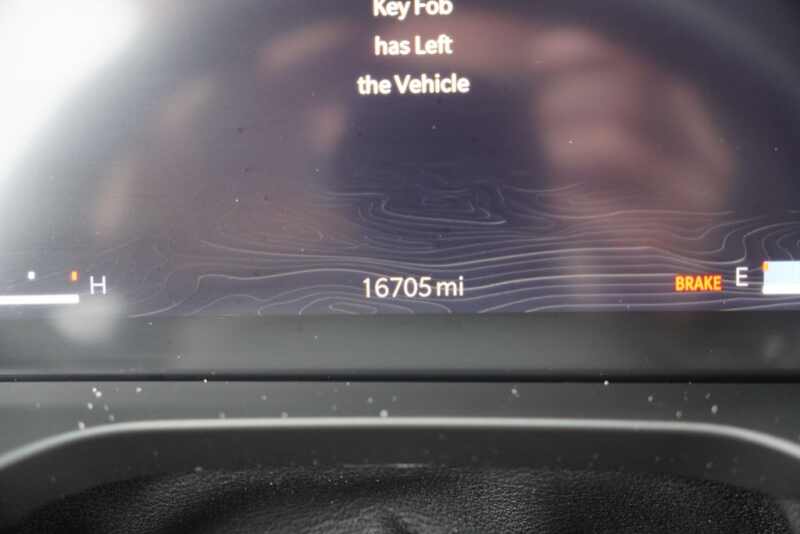 Key Fob
has Left
the Vehicle
H
16705 mi
BRAKE
E